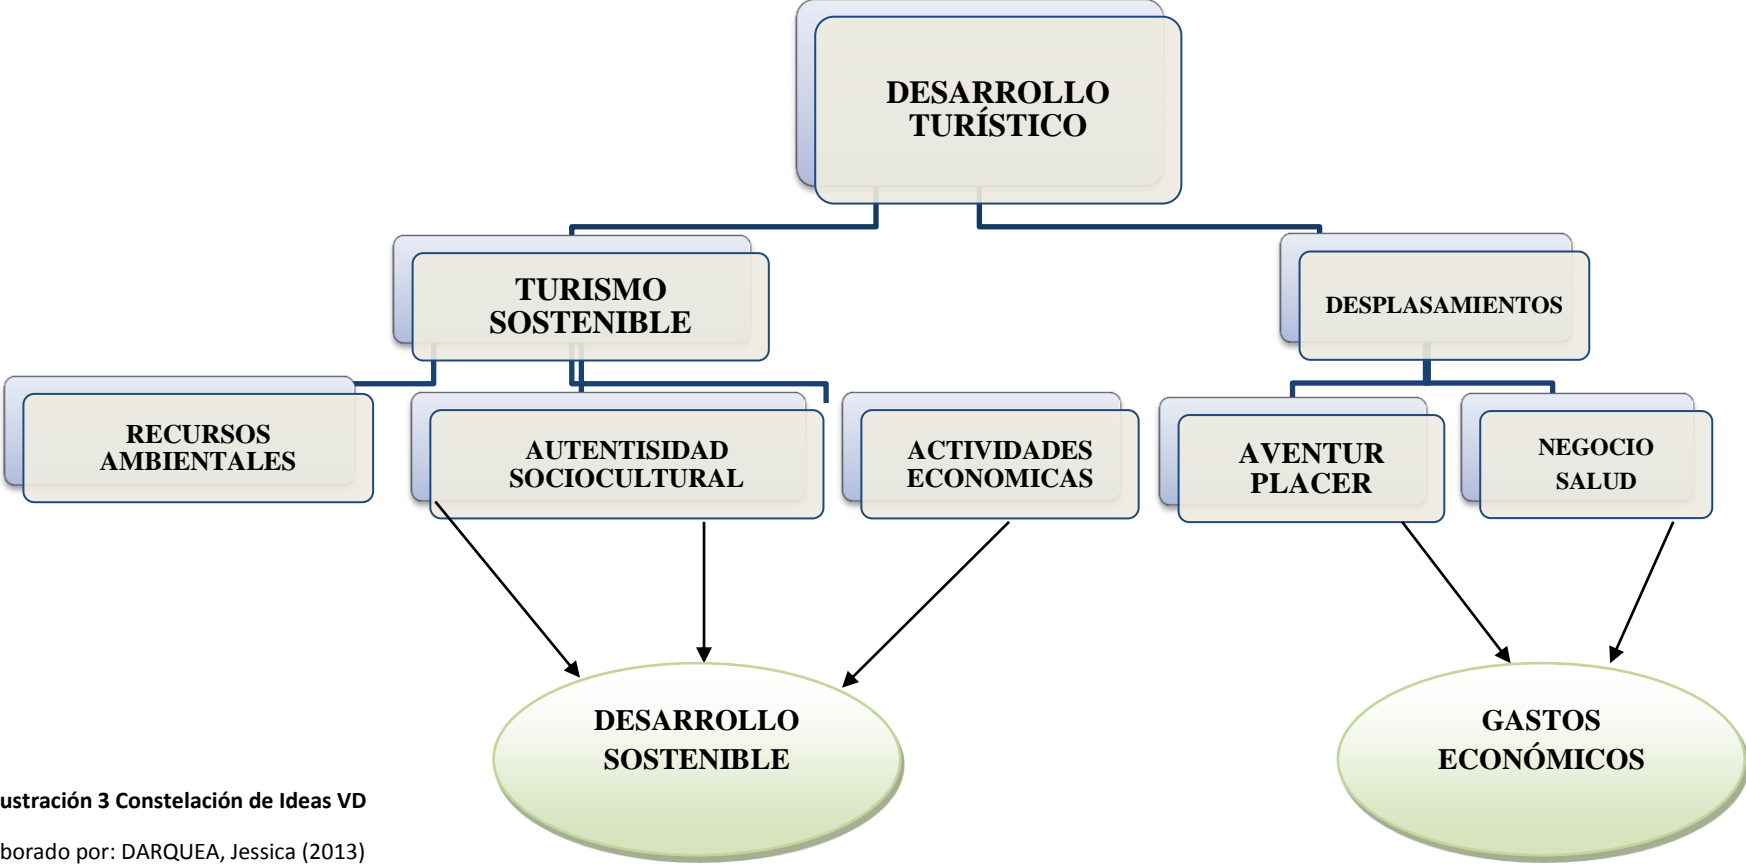 DESARROLLO
TURÍSTICO
TURISMO
SOSTENIBLE
DESPLASAMIENTOS
RECURSOS
AMBIENTALES
AUTENTISIDAD
SOCIOCULTURAL
ACTIVIDADES
ECONOMICAS
AVENTUR
PLACER
NEGOCIO
SALUD
DESARROLLO
SOSTENIBLE
GASTOS
ECONÓMICOS
ustración 3 Constelación de Ideas VD
borado por: DARQUEA, Jessica (2013)